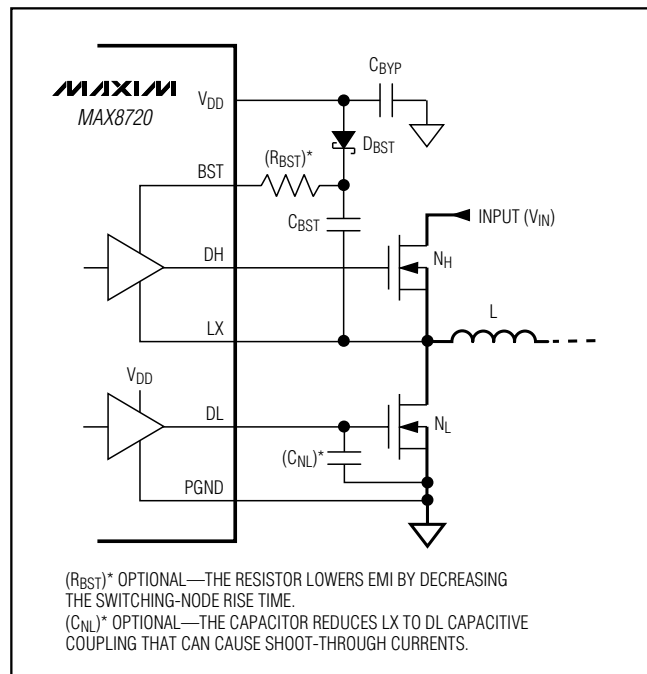 MAXIM
MAX8720
VDD
CBYP
DBST
(RBST)*
BST
CBST
INPUT (VIN)
DH
NH
L
LX
VDD
DL
NL
(CNL)*
PGND
(RBST)* OPTIONAL—THE RESISTOR LOWERS EMI BY DECREASING
THE SWITCHING-NODE RISE TIME.
(CNL)* OPTIONAL—THE CAPACITOR REDUCES LX TO DL CAPACITIVE
COUPLING THAT CAN CAUSE SHOOT-THROUGH CURRENTS.